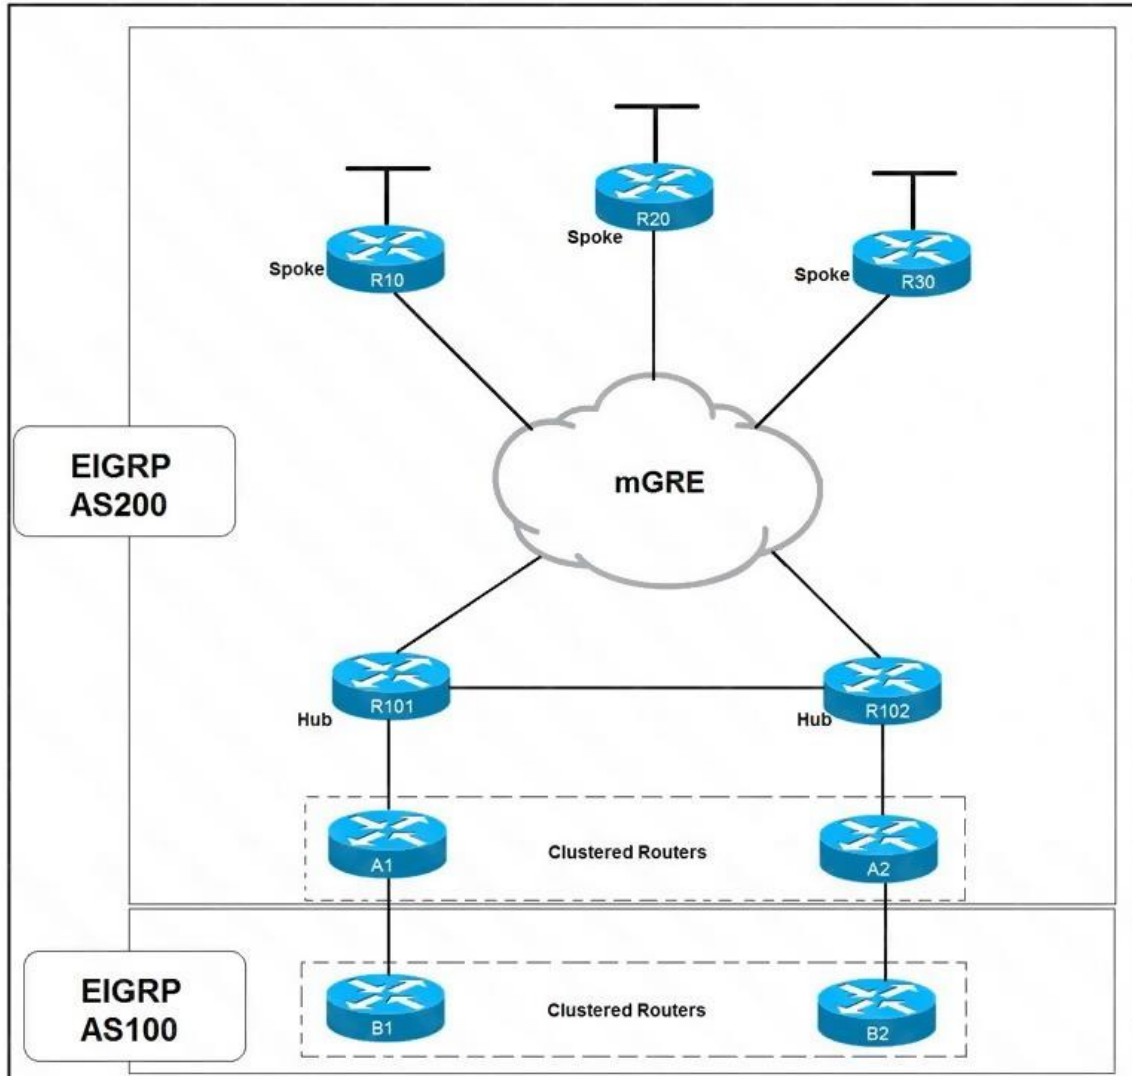 R20
Spoke
R10
Spoke
R30
Spoke
EIGRP
AS200
mGRE
R101
Hub
R102
Hub
A1
Clustered Routers
A2
EIGRP
AS100
B1
Clustered Routers
B2